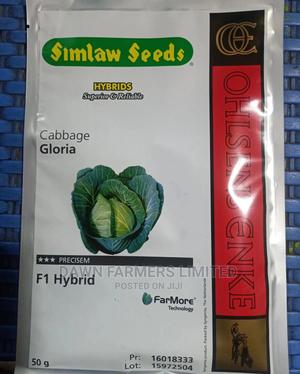 Simlaw Seeds
HYBRIDS
Superior & Reliable
Cabbage
Gloria
OHLSENS ENKE
★★★ PRECISEM
F1 Hybrid
DAWN FARMERS LIMITED
POSTED ON JIJI
FarMore
Technology
50 g
Pr: 16018333
Lot: 15972504